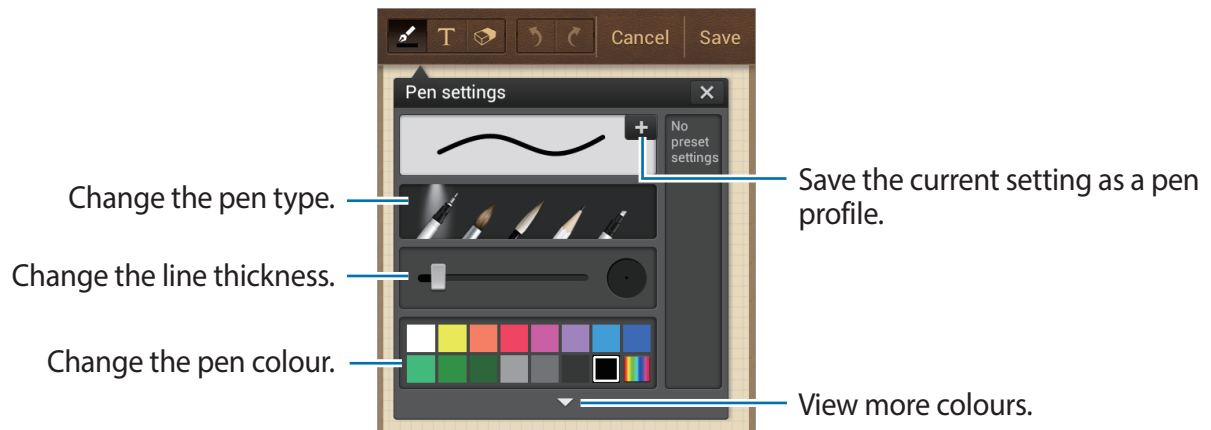 T
Cancel
Save
Pen settings
No
preset
settings
Save the current setting as a pen
profile.
Change the pen type.
Change the line thickness.
Change the pen colour.
View more colours.